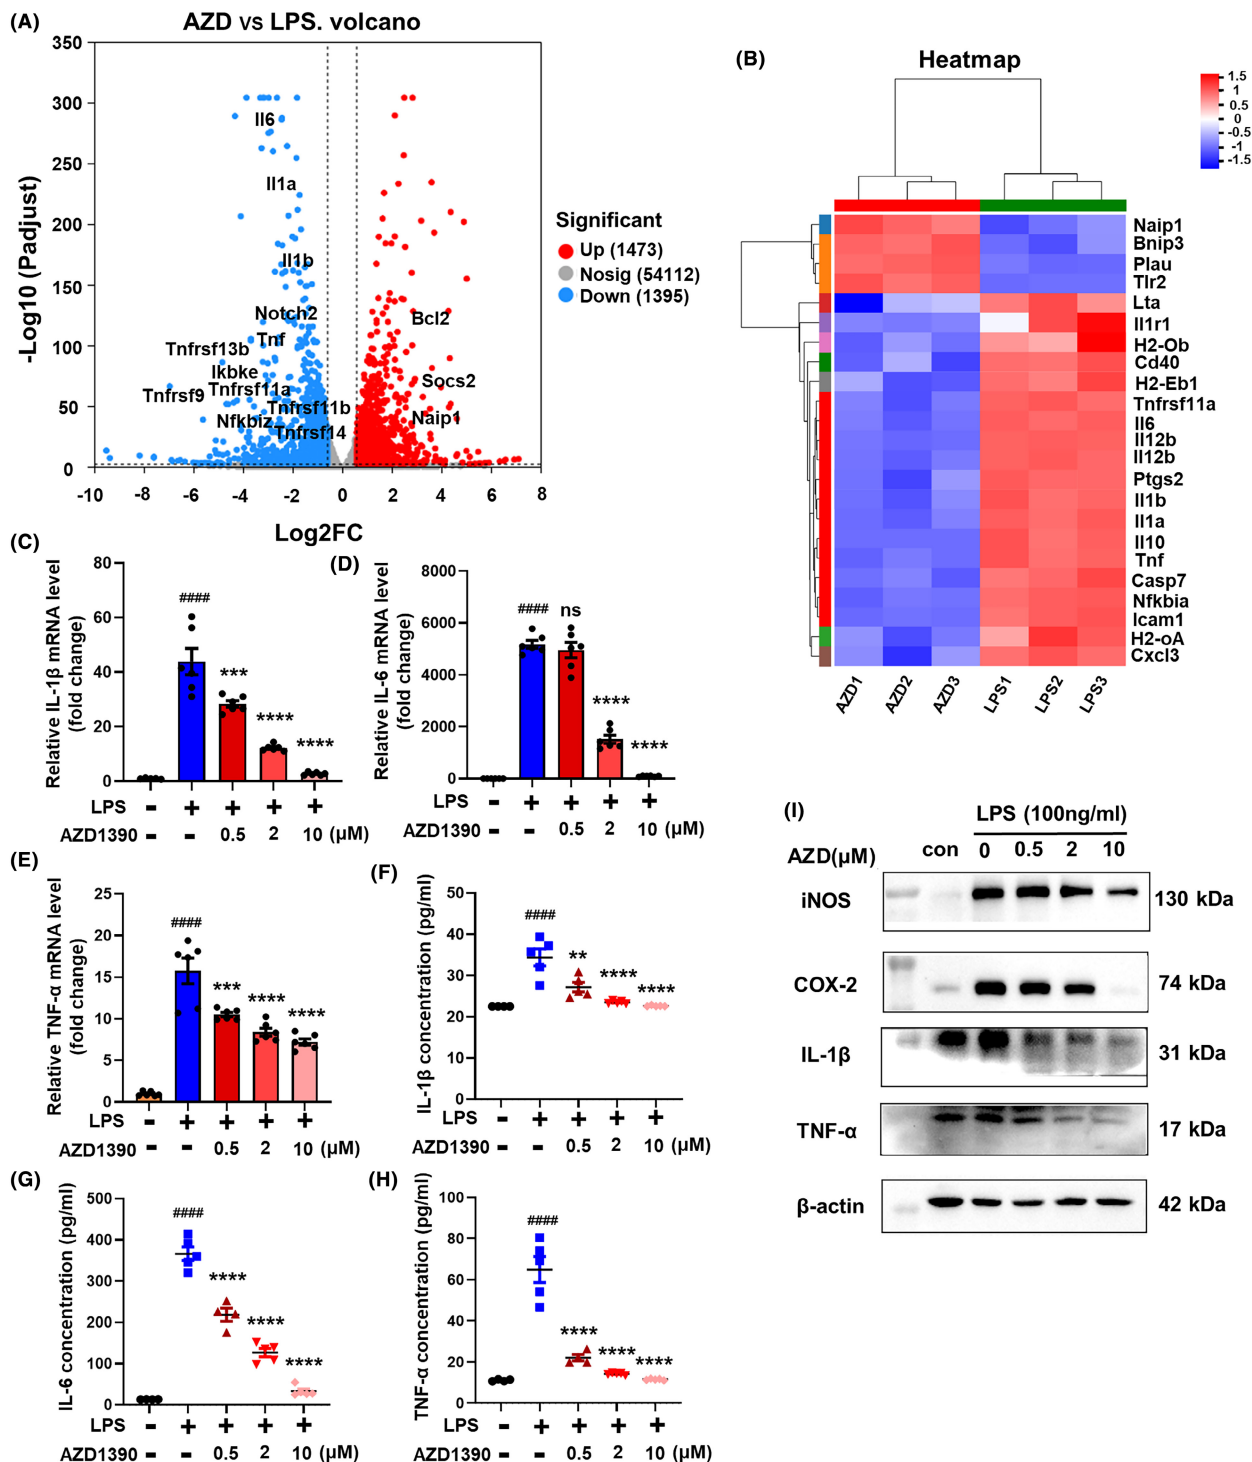 (A)
AZD vs LPS. volcano
350
300
250
200
150
100
50
0
-10
-8
-6
-4
-2
0
2
4
6
8
-Log10 (Padjust)
Log2FC
Il6
Il1a
Il1b
Notch2
Tnf
Tnfrsf13b
Ikbke
Tnfrsf11a
Tnfrsf9
Tnfrsf11b
Nfkbiz
Tnfrsf14
Bcl2
Socs2
Naip1
Significant
Up (1473)
Nosig (54112)
Down (1395)
(B)
Heatmap
1.5
1
0.5
0
-0.5
-1
-1.5
Naip1
Bnip3
Plau
Tlr2
Lta
Il1r1
H2-Ob
Cd40
H2-Eb1
Tnfrsf11a
Il6
Il12b
Il12b
Ptgs2
Il1b
Il1a
Il10
Tnf
Casp7
Nfkbia
Icam1
H2-oA
Cxcl3
AZD1
AZD2
AZD3
LPS1
LPS2
LPS3
(C)
Relative IL-1β mRNA level
(fold change)
80
60
40
20
0
####
***
****
****
LPS - + + + +
AZD1390 - - 0.5 2 10 (μM)
(D)
Relative IL-6 mRNA level
(fold change)
8000
6000
4000
2000
0
####
ns
****
****
LPS - + + + +
AZD1390 - - 0.5 2 10 (μM)
(E)
Relative TNF-α mRNA level
(fold change)
25
20
15
10
5
0
####
***
****
****
LPS - + + + +
AZD1390 - - 0.5 2 10 (μM)
(F)
IL-1β concentration (pg/ml)
50
40
30
20
10
0
####
**
****
****
LPS - + + + +
AZD1390 - - 0.5 2 10 (μM)
(G)
IL-6 concentration (pg/ml)
500
400
300
200
100
0
####
****
****
****
LPS - + + + +
AZD1390 - - 0.5 2 10 (μM)
(H)
TNF-α concentration (pg/ml)
100
80
60
40
20
0
####
****
****
****
LPS - + + + +
AZD1390 - - 0.5 2 10 (μM)
(I)
LPS (100ng/ml)
AZD(μM) con 0 0.5 2 10
iNOS 130 kDa
COX-2 74 kDa
IL-1β 31 kDa
TNF-α 17 kDa
β-actin 42 kDa